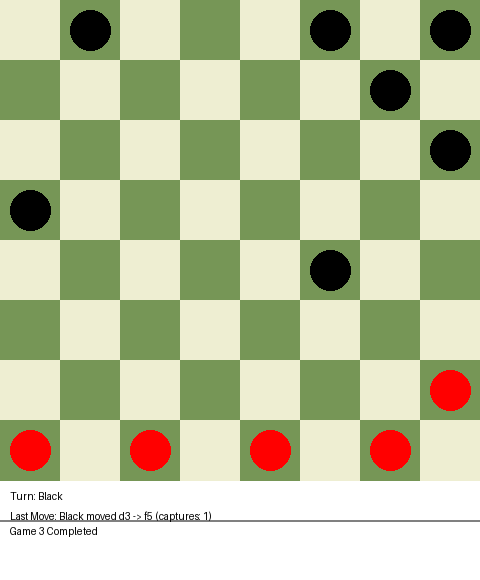 Turn: Black
Last Move: Black moved d3 -> f5 (captures: 1)
Game 3 Completed